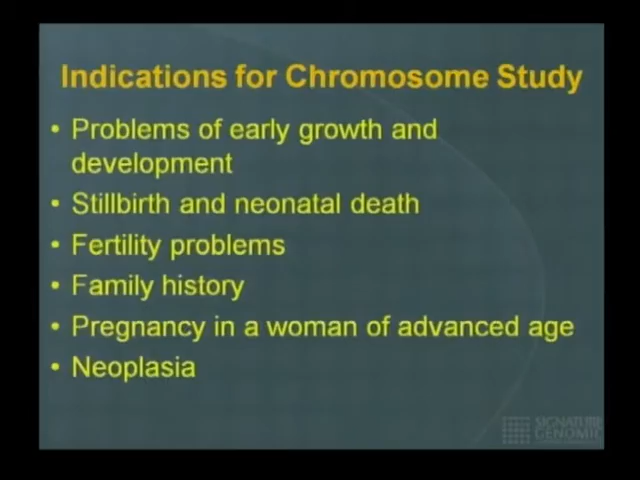 Indications for Chromosome Study
• Problems of early growth and
development
• Stillbirth and neonatal death
• Fertility problems
• Family history
• Pregnancy in a woman of advanced age
• Neoplasia
SIGNATURE
GENOMIC